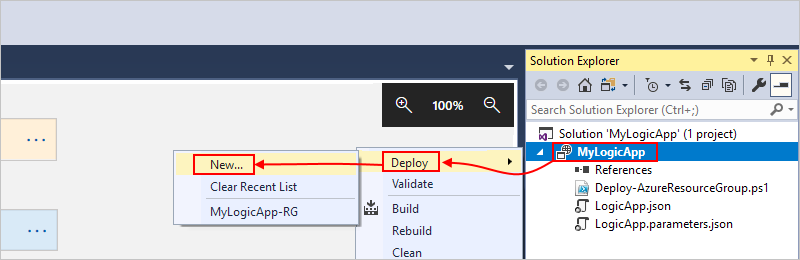 Solution Explorer
100%
Search Solution Explorer (Ctrl+;)
Solution 'MyLogicApp' (1 project)
MyLogicApp
References
Deploy-AzureResourceGroup.ps1
LogicApp.json
LogicApp.parameters.json
Deploy
Validate
Build
Rebuild
Clean
New...
Clear Recent List
MyLogicApp-RG